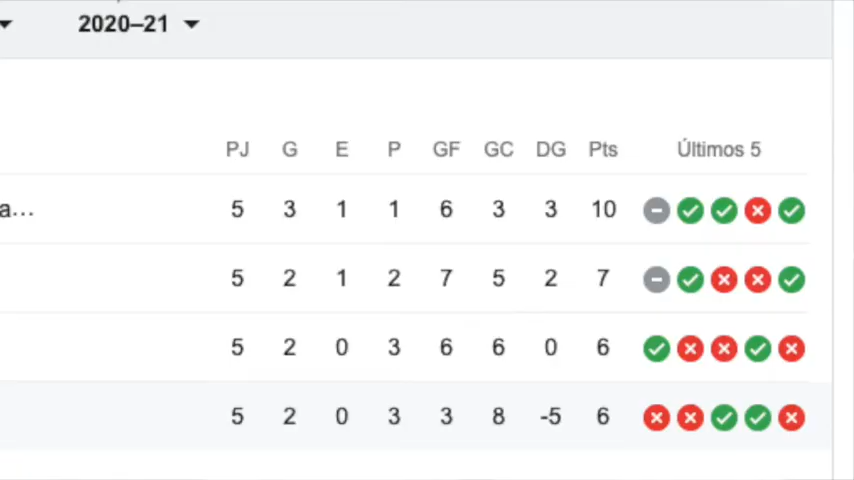 2020–21
PJ G E P GF GC DG Pts Últimos 5
a... 5 3 1 1 6 3 3 10
5 2 1 2 7 5 2 7
5 2 0 3 6 6 0 6
5 2 0 3 3 8 -5 6